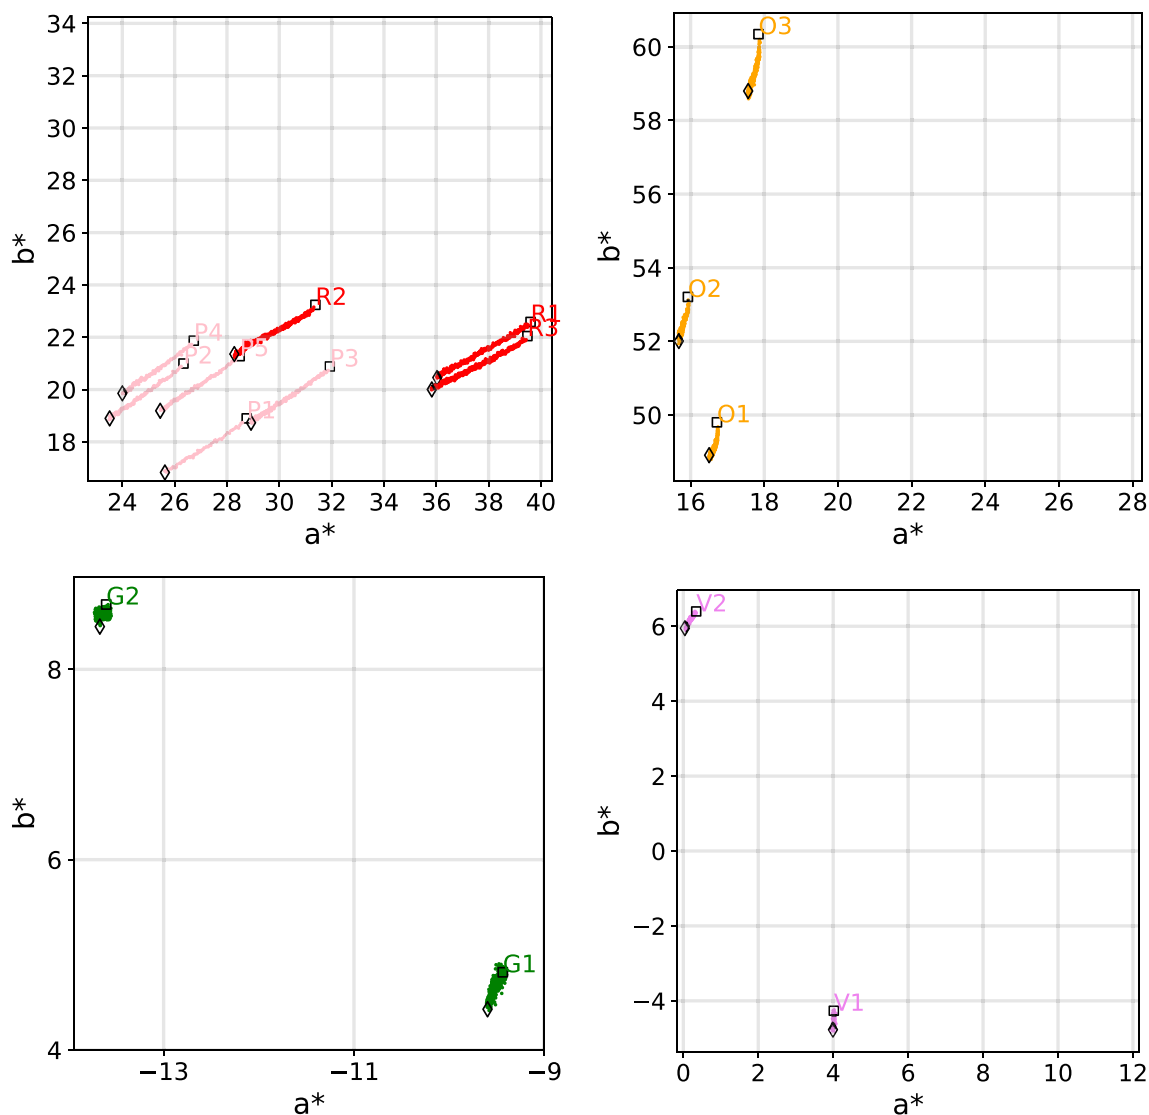 34
32
30
28
26
24
22
20
18
b*
R2
R1
R3
P4
P2
P5
P3
P1
24 26 28 30 32 34 36 38 40
a*
60
58
56
54
52
50
b*
O3
O2
O1
16 18 20 22 24 26 28
a*
8
6
4
b*
G2
G1
−13 −11 −9
a*
6
4
2
0
−2
−4
b*
V2
V1
0 2 4 6 8 10 12
a*